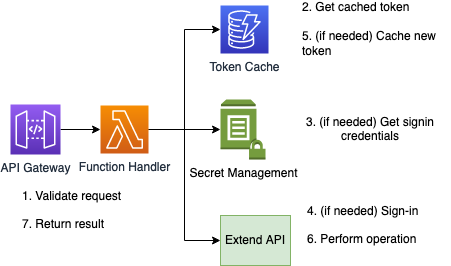 2. Get cached token
5. (if needed) Cache new
token
Token Cache
3. (if needed) Get signin
credentials
API Gateway
Function Handler
Secret Management
1. Validate request
7. Return result
4. (if needed) Sign-in
Extend API
6. Perform operation